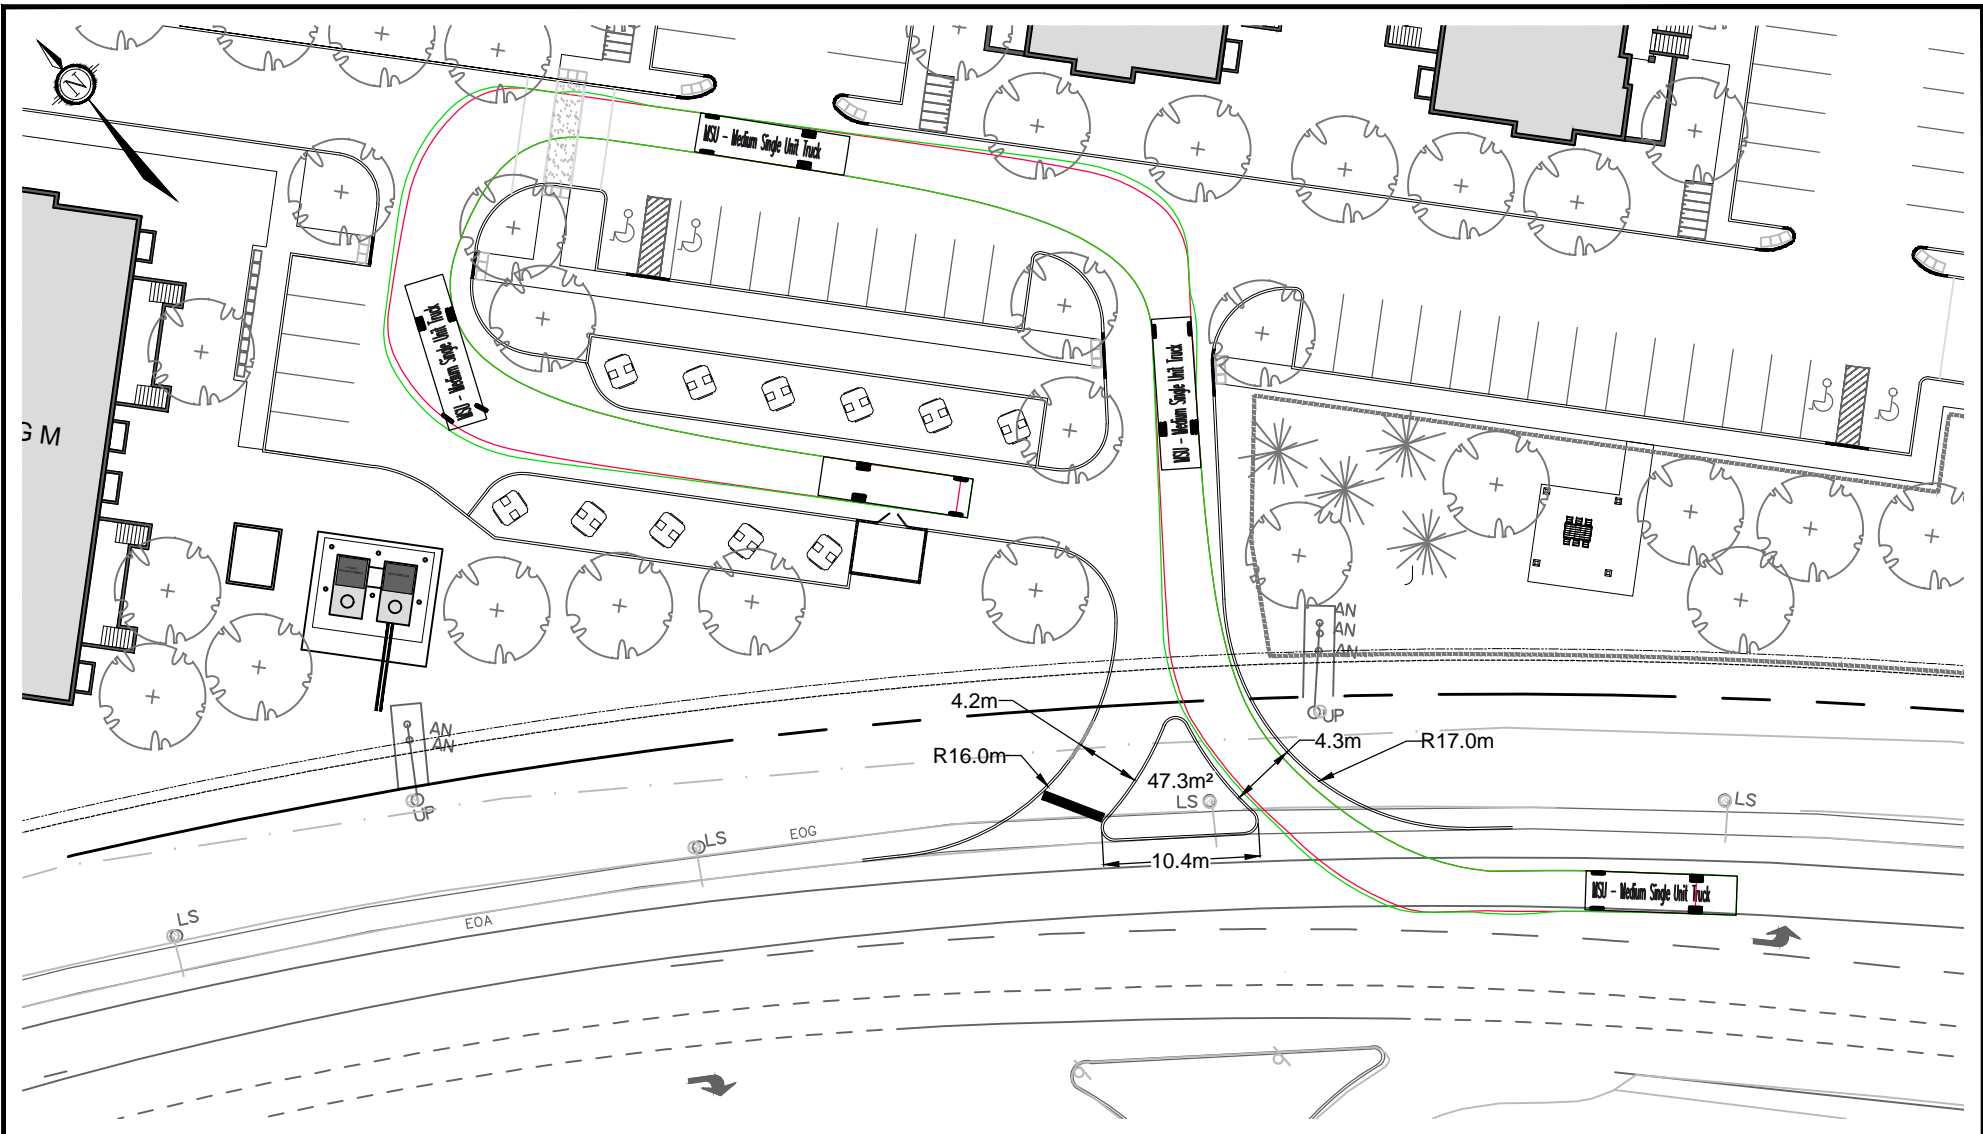 N
MSU - Medium Single Unit Truck
MSU - Medium Single Unit Truck
MSU - Medium Single Unit Truck
G M
AN
AN
AN
UP
4.2m
4.3m
R17.0m
R16.0m
47.3m²
LS
LS
AN
AN
UP
LS
EOG
10.4m
MSU - Medium Single Unit Truck
LS
EOA